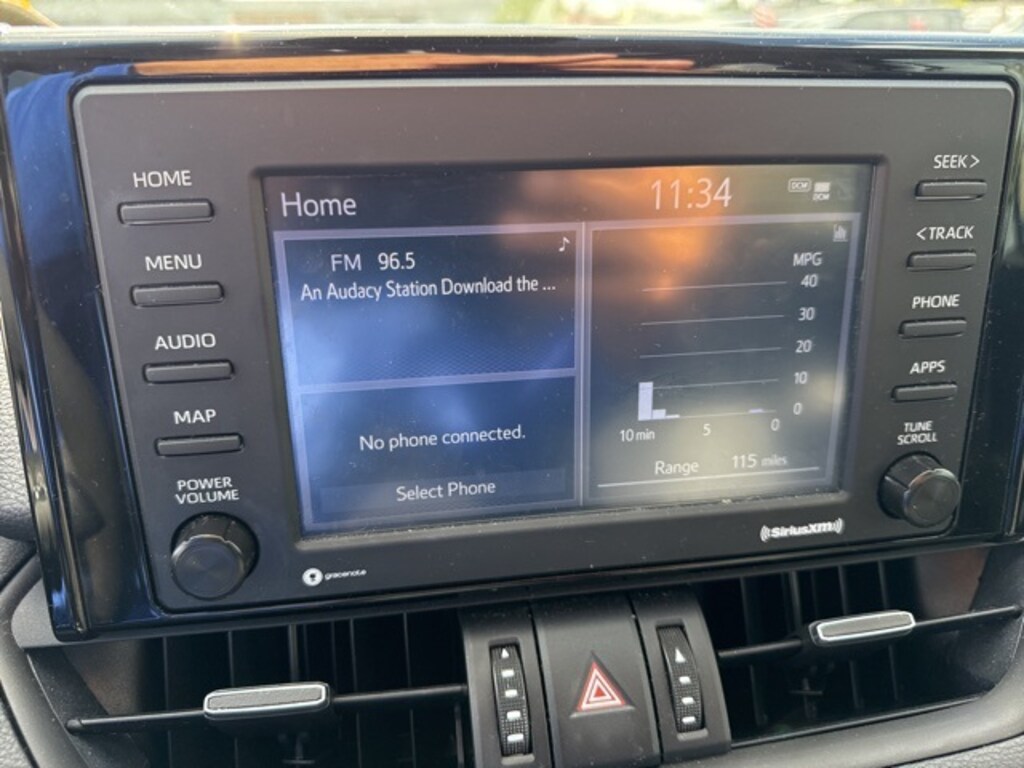 HOME
MENU
AUDIO
MAP
POWER
VOLUME
Home
11:34
DCM
DCM
FM 96.5
An Audacy Station Download the ...
No phone connected.
Select Phone
MPG
40
30
20
10
0
10 min 5 0
Range 115 miles
SEEK >
< TRACK
PHONE
APPS
TUNE
SCROLL
gracenote
SiriusXM